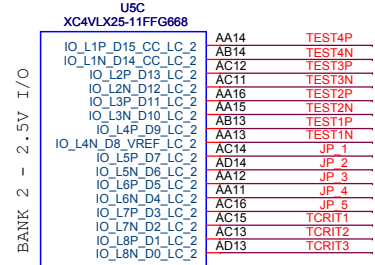 U5C
XC4VLX25-11FFG668
BANK 2 - 2.5V I/O
IO_L1P_D15_CC_LC_2 AA14 TEST4P
IO_L1N_D14_CC_LC_2 AB14 TEST4N
IO_L2P_D13_LC_2 AC12 TEST3P
IO_L2N_D12_LC_2 AC11 TEST3N
IO_L3P_D11_LC_2 AA16 TEST2P
IO_L3N_D10_LC_2 AA15 TEST2N
IO_L4P_D9_LC_2 AB13 TEST1P
IO_L4N_D8_VREF_LC_2 AA13 TEST1N
IO_L5P_D7_LC_2 AC14 JP_1
IO_L5N_D6_LC_2 AD14 JP_2
IO_L6P_D5_LC_2 AA12 JP_3
IO_L6N_D4_LC_2 AA11 JP_4
IO_L7P_D3_LC_2 AC16 JP_5
IO_L7N_D2_LC_2 AC15 TCRIT1
IO_L8P_D1_LC_2 AC13 TCRIT2
IO_L8N_D0_LC_2 AD13 TCRIT3